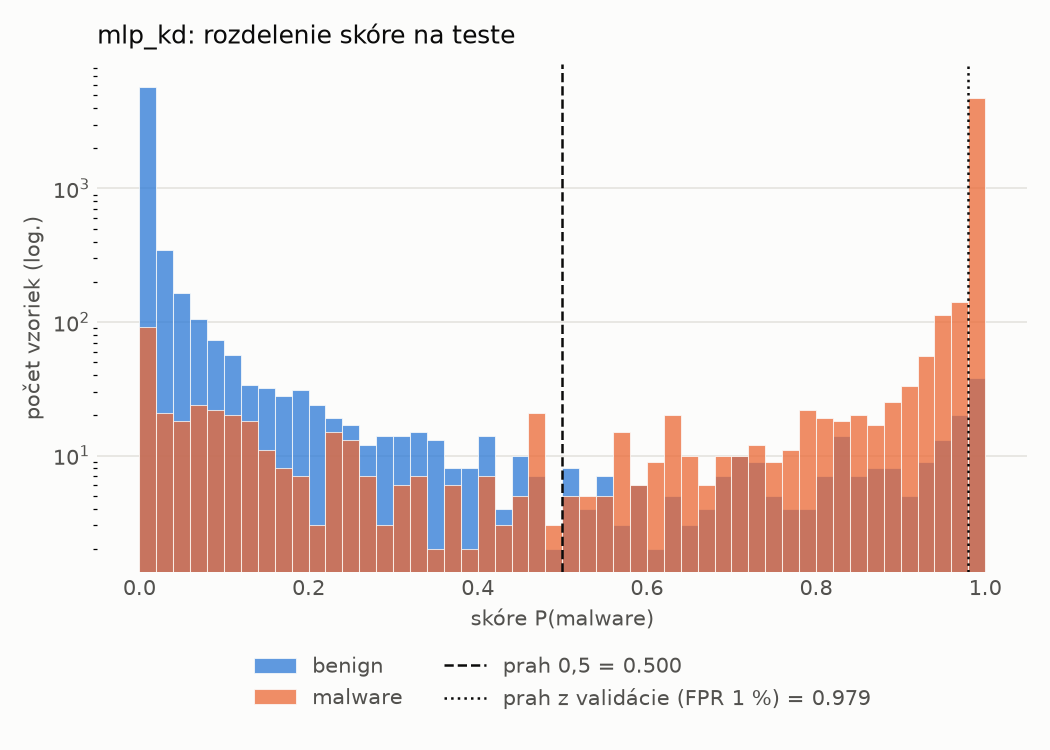 mlp_kd: rozdelenie skóre na teste
počet vzoriek (log.)
10³
10²
10¹
0.0 0.2 0.4 0.6 0.8 1.0
skóre P(malware)
benign prah 0,5 = 0.500
malware prah z validácie (FPR 1 %) = 0.979